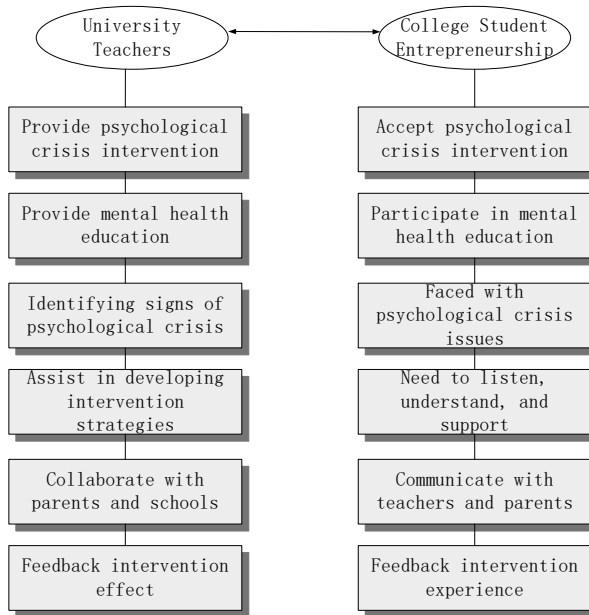 University
Teachers
College Student
Entrepreneurship
Provide psychological
crisis intervention
Accept psychological
crisis intervention
Provide mental health
education
Participate in mental
health education
Identifying signs of
psychological crisis
Faced with
psychological crisis
issues
Assist in developing
intervention
strategies
Need to listen,
understand, and
support
Collaborate with
parents and schools
Communicate with
teachers and parents
Feedback intervention
effect
Feedback intervention
experience